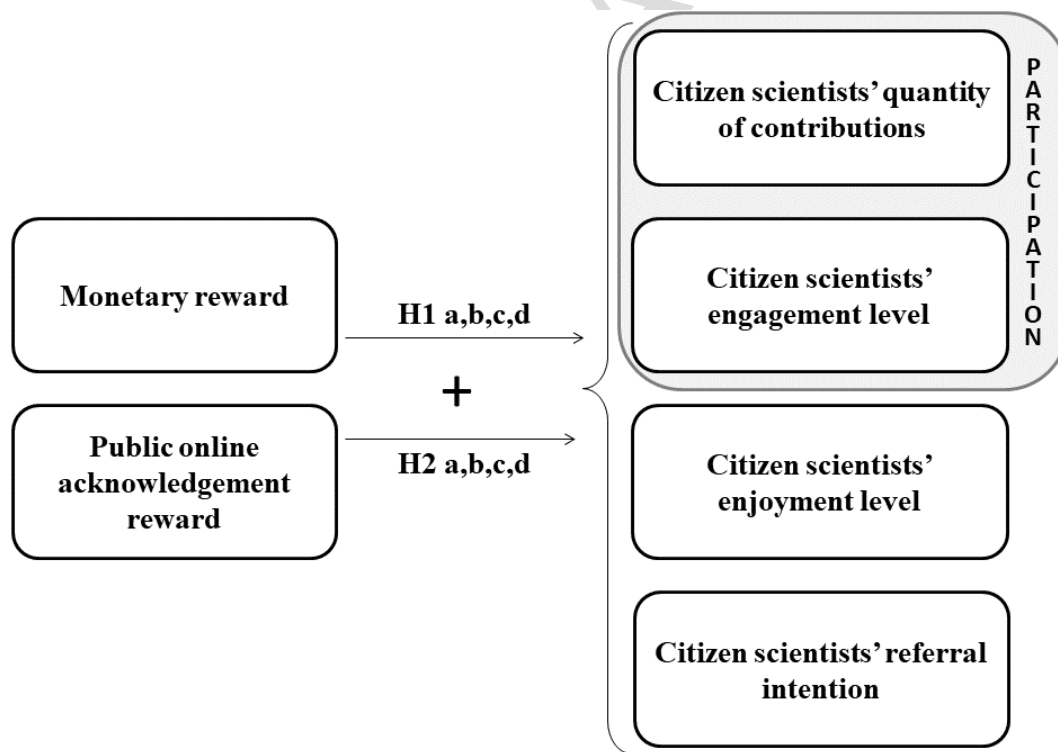 Monetary reward
Public online
acknowledgement
reward
H1 a,b,c,d
+
H2 a,b,c,d
Citizen scientists’ quantity
of contributions
Citizen scientists’
engagement level
PARTICIPATION
Citizen scientists’
enjoyment level
Citizen scientists’ referral
intention